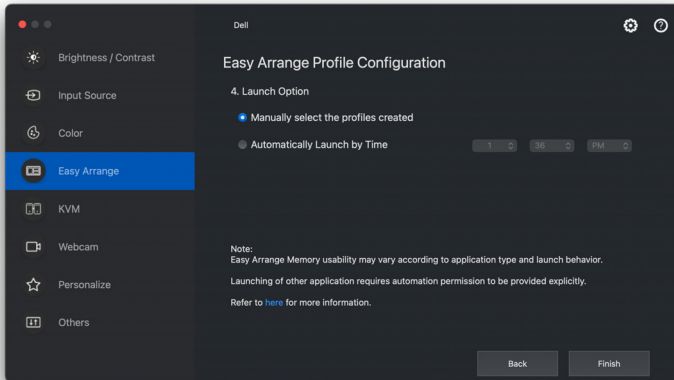 Dell
Brightness / Contrast
Input Source
Color
Easy Arrange
KVM
Webcam
Personalize
Others
Easy Arrange Profile Configuration
4. Launch Option
Manually select the profiles created
Automatically Launch by Time
1 36 PM
Note:
Easy Arrange Memory usability may vary according to application type and launch behavior.
Launching of other application requires automation permission to be provided explicitly.
Refer to here for more information.
Back Finish